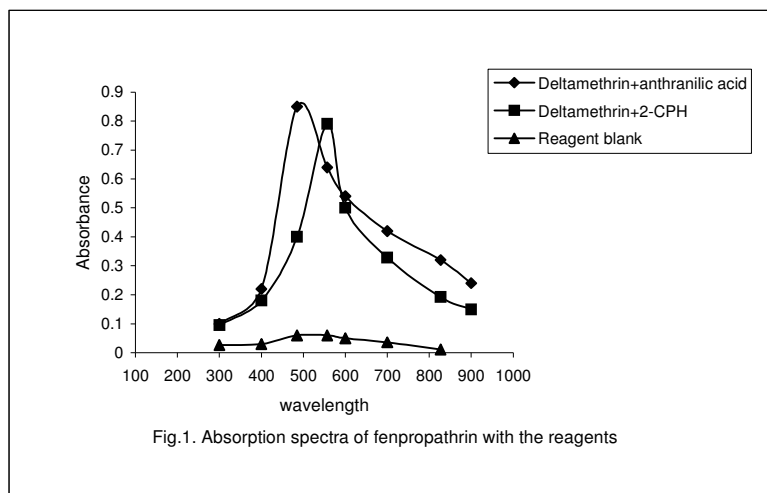 Deltamethrin+anthranilic acid
Deltamethrin+2-CPH
Reagent blank
0.9
0.8
0.7
0.6
0.5
0.4
0.3
0.2
0.1
0
Absorbance
100 200 300 400 500 600 700 800 900 1000
wavelength
Fig.1. Absorption spectra of fenpropathrin with the reagents